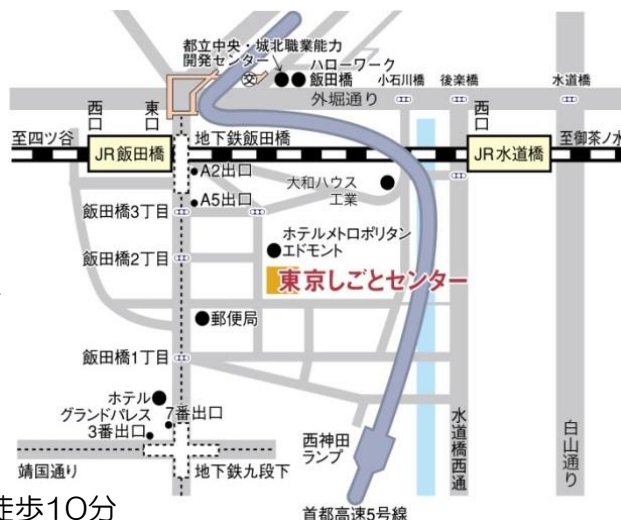 都立中央・城北職業能力
開発センター
ハローワーク
飯田橋
小石川橋
後楽橋
水道橋
外堀通り
西口
東口
西口
至四ツ谷
地下鉄飯田橋
至御茶ノ水
JR飯田橋
JR水道橋
A2出口
大和ハウス
工業
A5出口
飯田橋3丁目
ホテルメトロポリタン
エドモント
飯田橋2丁目
東京しごとセンター
郵便局
飯田橋1丁目
ホテル
グランドパレス
7番出口
3番出口
西神田
ランプ
水道橋西通
白山通り
靖国通り
地下鉄九段下
徒歩10分
首都高速5号線